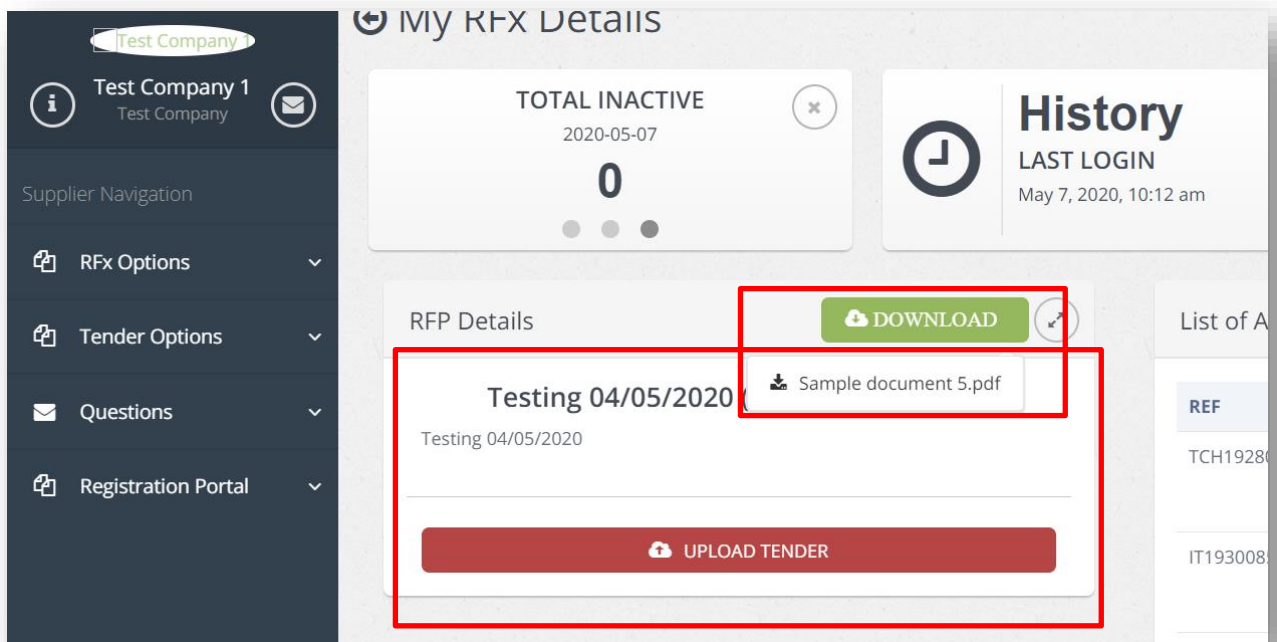 Test Company 1
My RFx Details
Test Company 1
Test Company
Supplier Navigation
RFx Options
Tender Options
Questions
Registration Portal
TOTAL INACTIVE
2020-05-07
0
History
LAST LOGIN
May 7, 2020, 10:12 am
RFP Details
DOWNLOAD
Sample document 5.pdf
Testing 04/05/2020 (
Testing 04/05/2020
UPLOAD TENDER
List of A
REF
TCH19280
IT193008